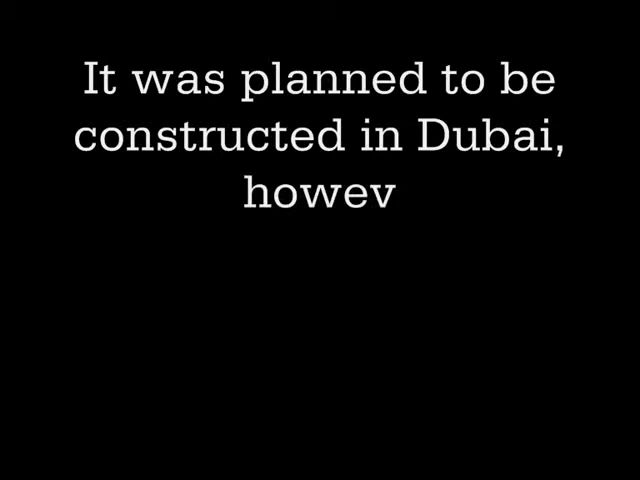 It was planned to be
constructed in Dubai,
howev